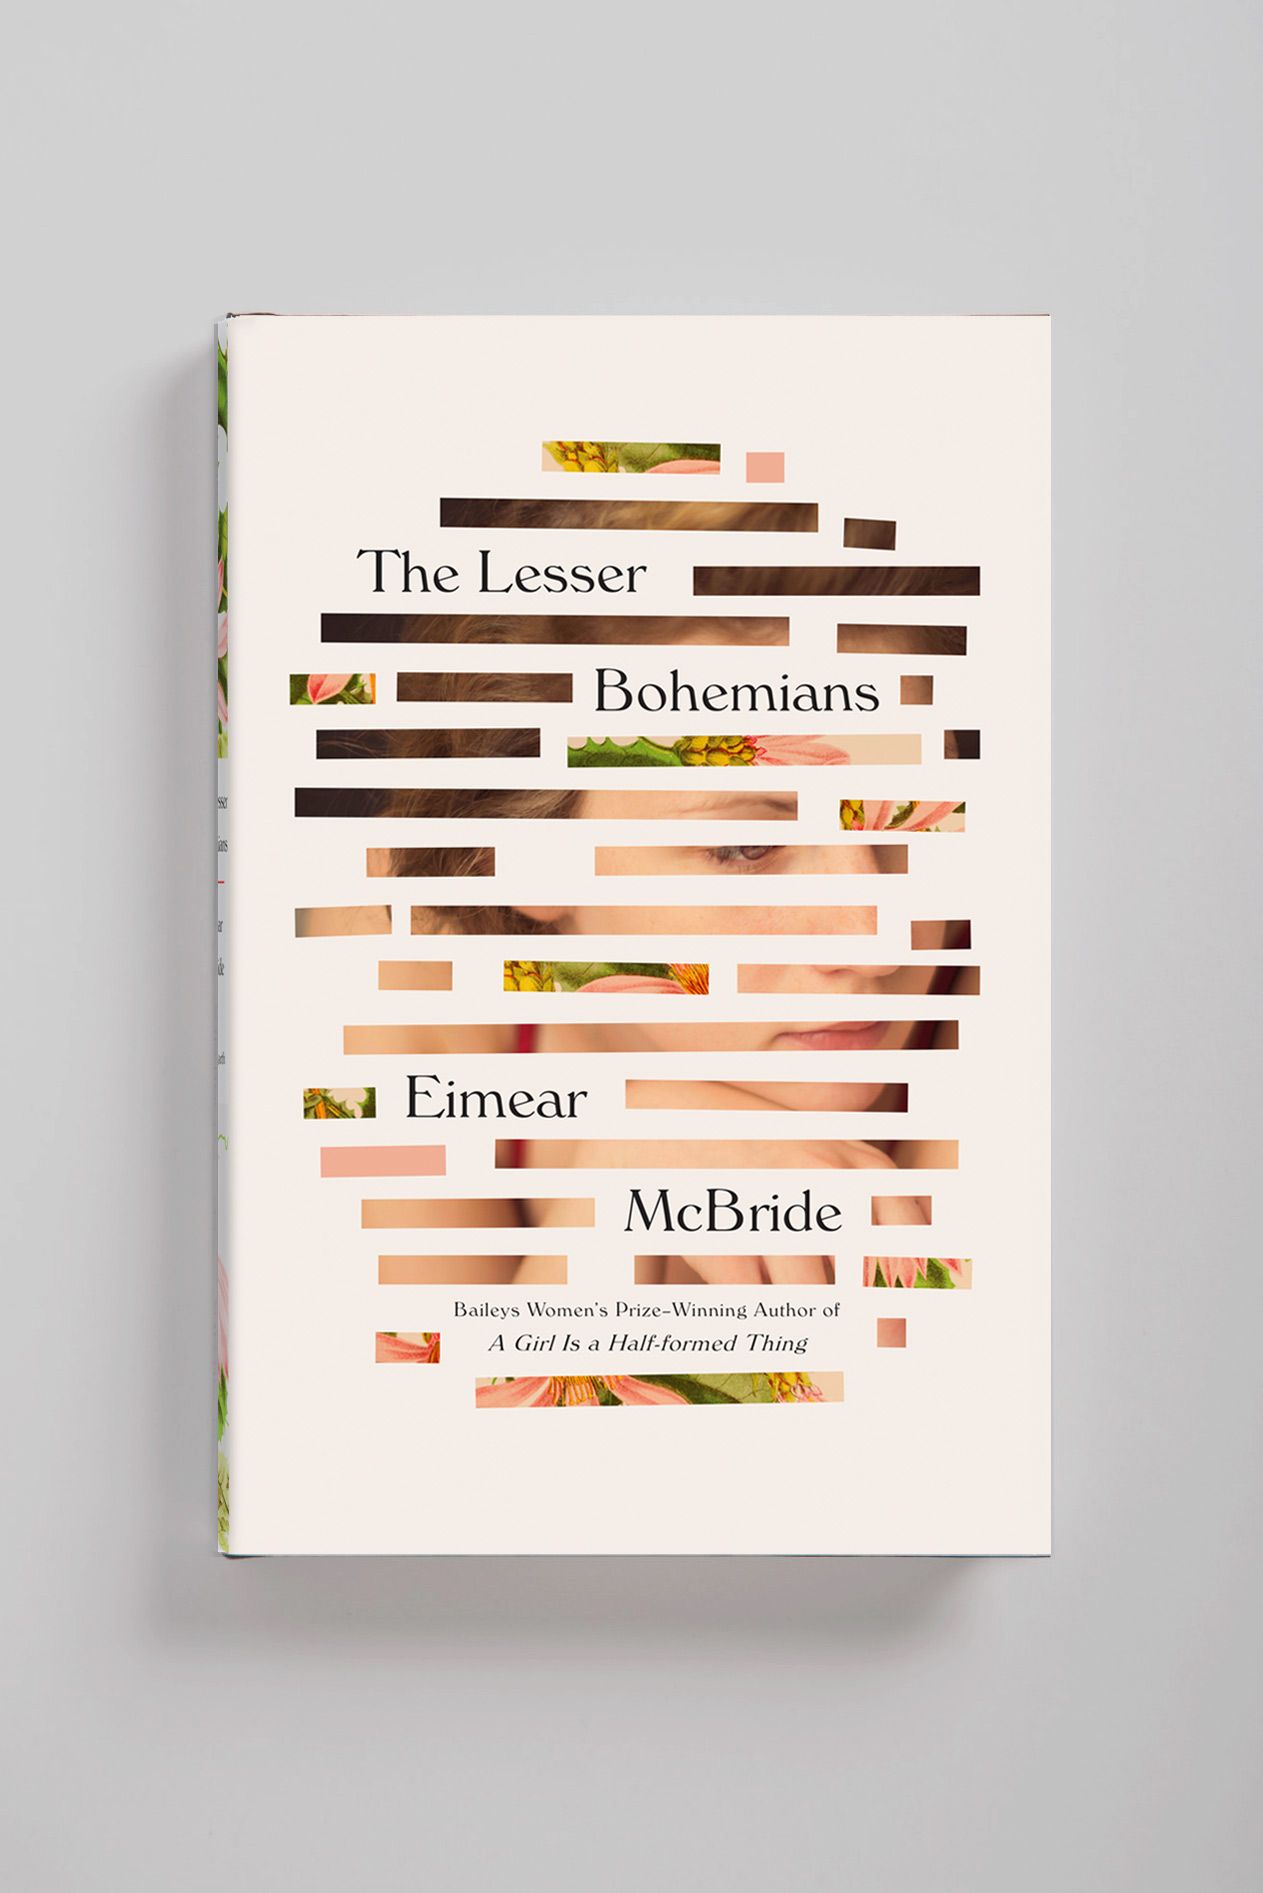 The Lesser
Bohemians
Eimear
McBride
Baileys Women's Prize-Winning Author of
A Girl Is a Half-formed Thing